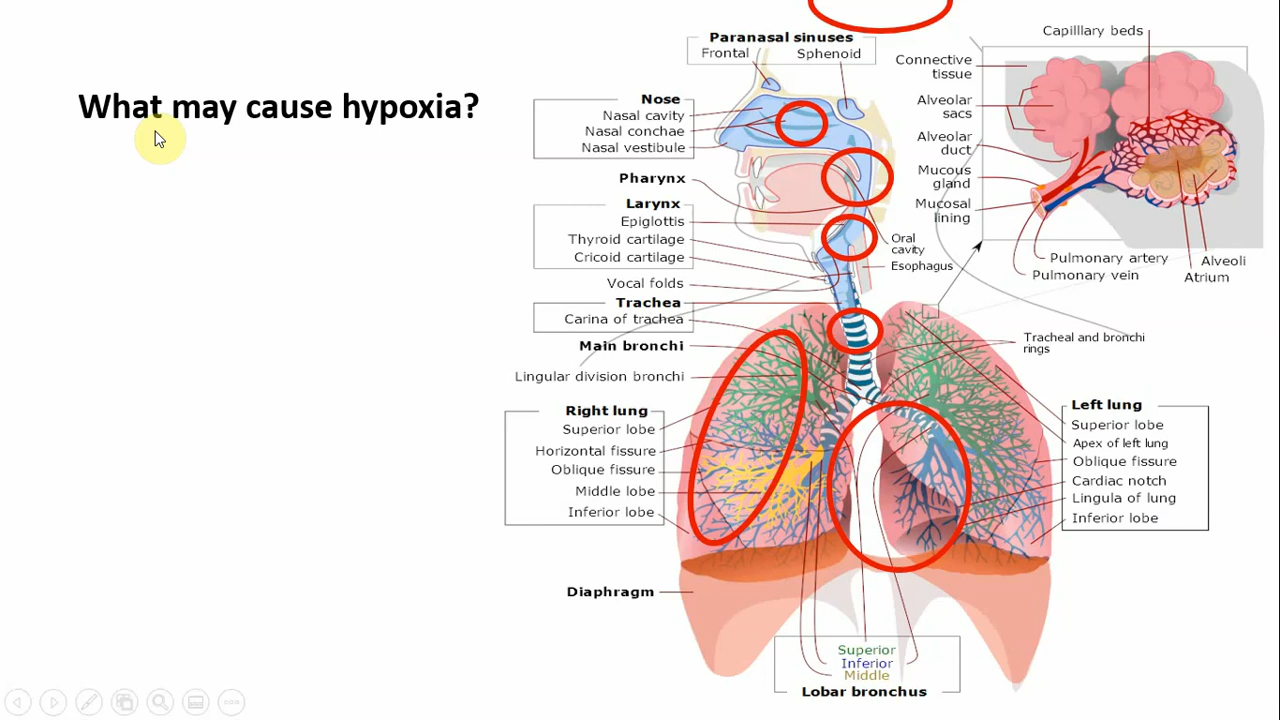 What may cause hypoxia?
Paranasal sinuses
Frontal
Sphenoid
Nose
Nasal cavity
Nasal conchae
Nasal vestibule
Pharynx
Larynx
Epiglottis
Thyroid cartilage
Cricoid cartilage
Vocal folds
Trachea
Carina of trachea
Main bronchi
Lingular division bronchi
Right lung
Superior lobe
Horizontal fissure
Oblique fissure
Middle lobe
Inferior lobe
Diaphragm
Oral
cavity
Esophagus
Capilllary beds
Connective
tissue
Alveolar
sacs
Alveolar
duct
Mucous
gland
Mucosal
lining
Pulmonary artery
Pulmonary vein
Alveoli
Atrium
Tracheal and bronchi
rings
Left lung
Superior lobe
Apex of left lung
Oblique fissure
Cardiac notch
Lingula of lung
Inferior lobe
Superior
Inferior
Middle
Lobar bronchus